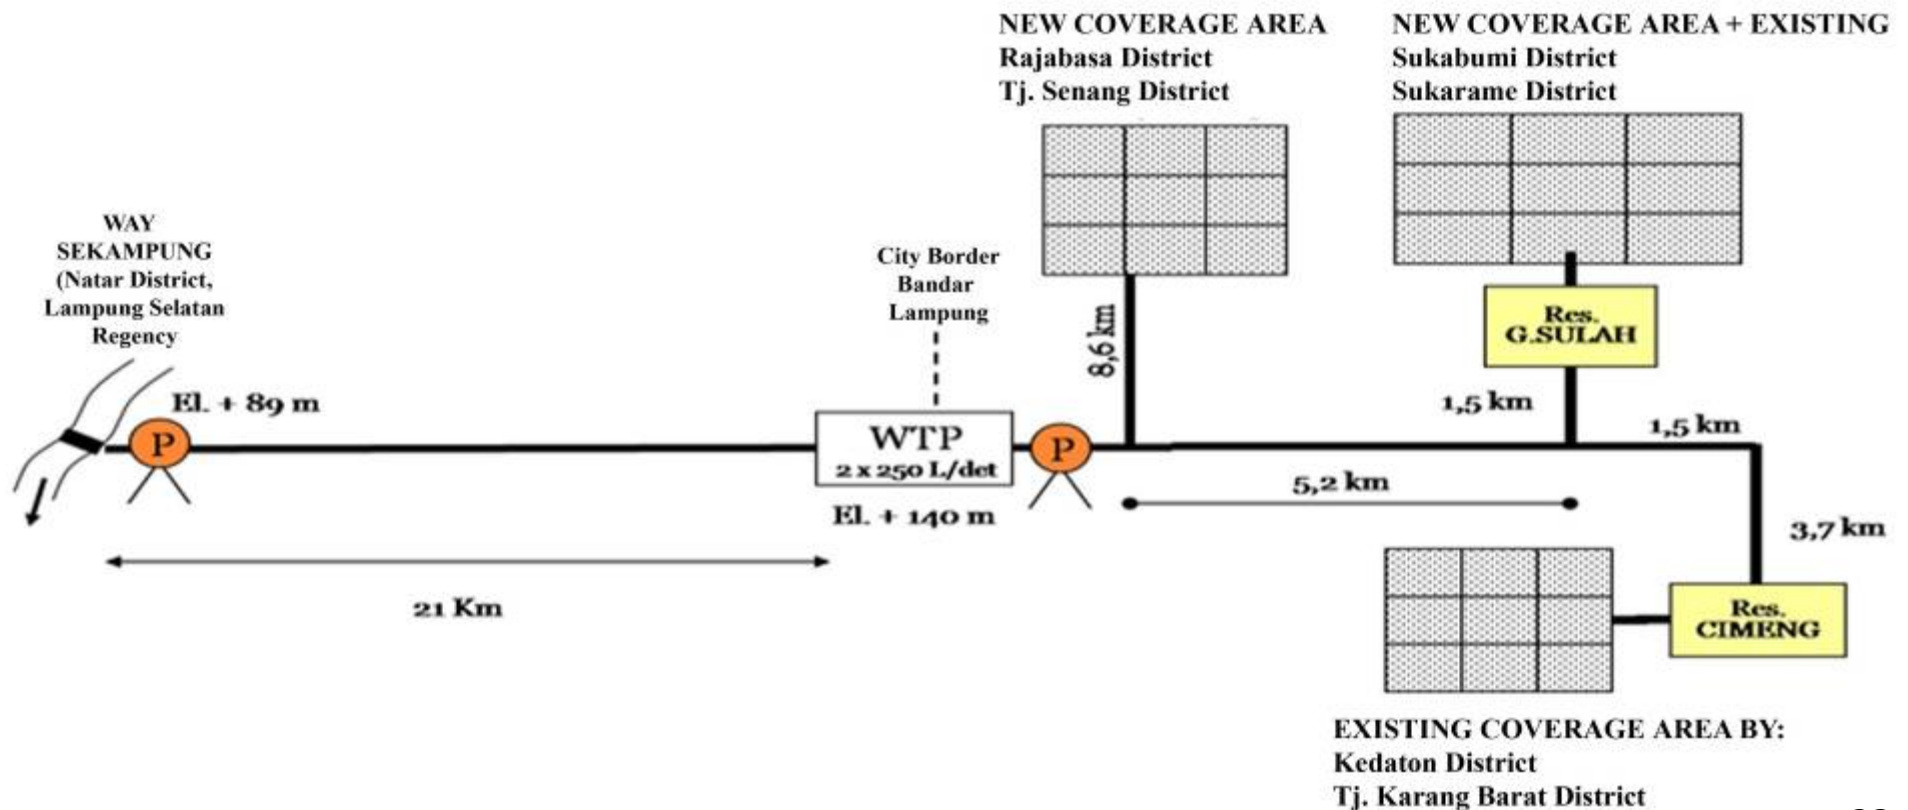 NEW COVERAGE AREA
Rajabasa District
Tj. Senang District
NEW COVERAGE AREA + EXISTING
Sukabumi District
Sukarame District
WAY
SEKAMPUNG
(Natar District,
Lampung Selatan
Regency
El. + 89 m
P
21 Km
City Border
Bandar
Lampung
WTP
2 x 250 L/det
El. + 140 m
P
8,6 km
5,2 km
Res.
G.SULAH
1,5 km
1,5 km
3,7 km
Res.
CIMENG
EXISTING COVERAGE AREA BY:
Kedaton District
Tj. Karang Barat District